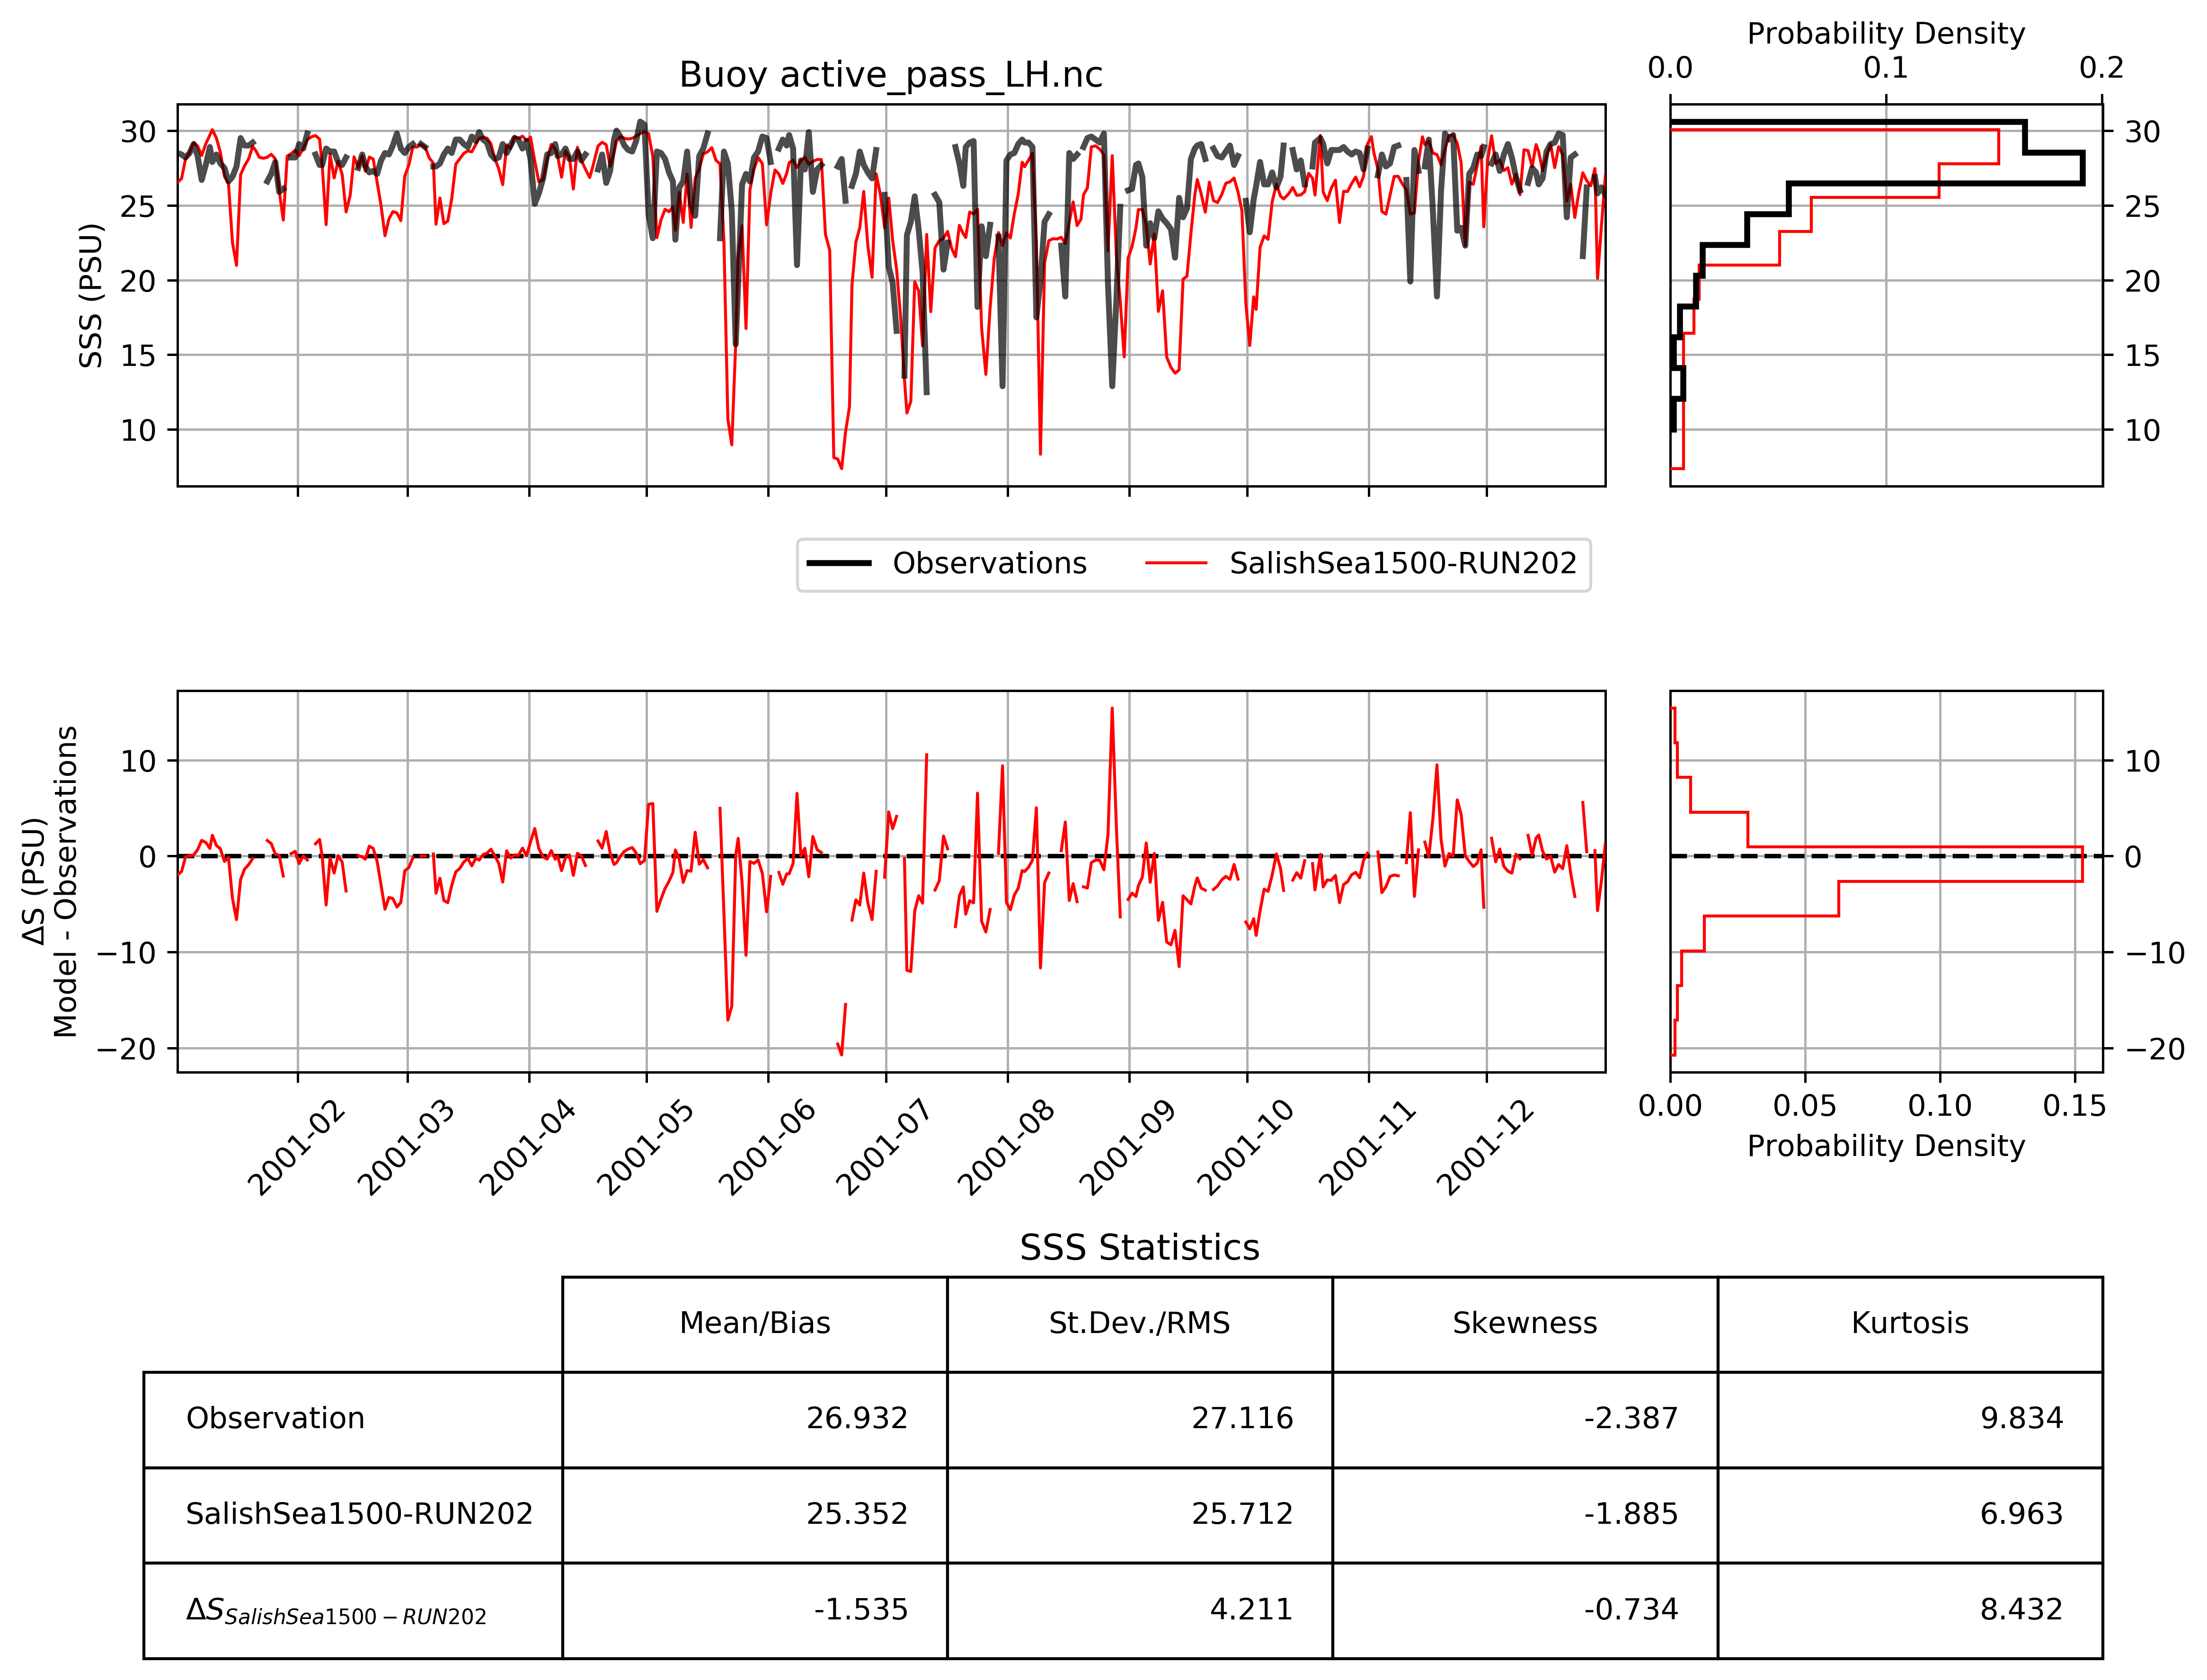 Probability Density
0.0 0.1 0.2
Buoy active_pass_LH.nc
SSS (PSU)
30
25
20
15
10
30
25
20
15
10
Observations SalishSea1500-RUN202
ΔS (PSU)
Model - Observations
10
0
−10
−20
10
0
−10
−20
2001-02 2001-03 2001-04 2001-05 2001-06 2001-07 2001-08 2001-09 2001-10 2001-11 2001-12
0.00 0.05 0.10 0.15
Probability Density
SSS Statistics
Mean/Bias St.Dev./RMS Skewness Kurtosis
Observation 26.932 27.116 -2.387 9.834
SalishSea1500-RUN202 25.352 25.712 -1.885 6.963
ΔS SalishSea1500−RUN202 -1.535 4.211 -0.734 8.432